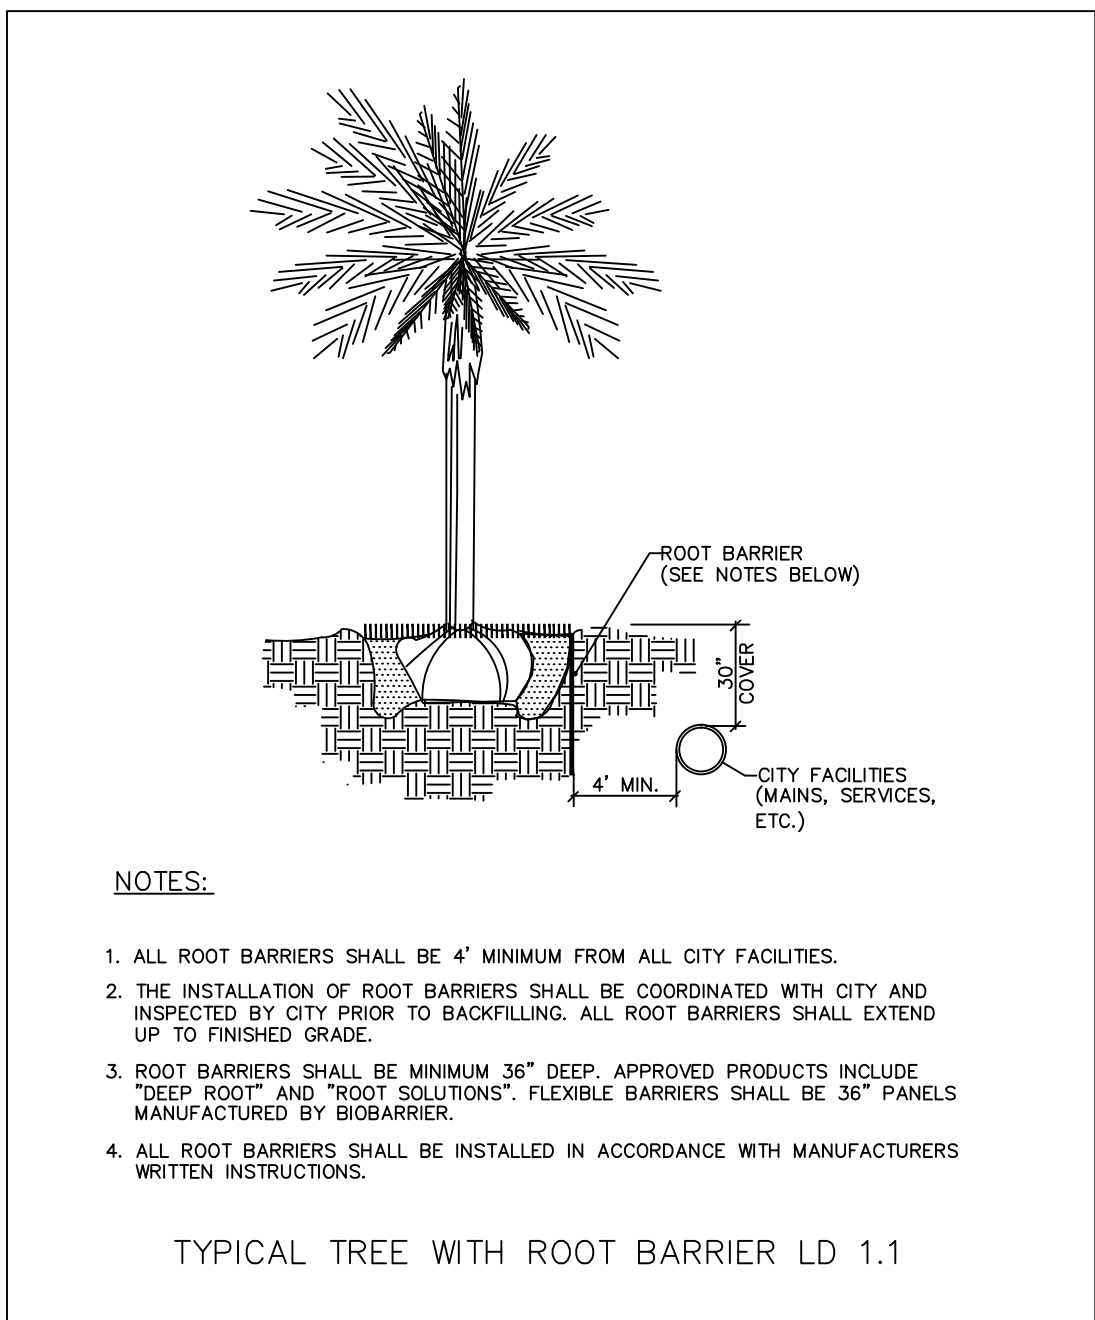 ROOT BARRIER
(SEE NOTES BELOW)
30"
COVER
4' MIN.
CITY FACILITIES
(MAINS, SERVICES,
ETC.)
NOTES:
1. ALL ROOT BARRIERS SHALL BE 4' MINIMUM FROM ALL CITY FACILITIES.
2. THE INSTALLATION OF ROOT BARRIERS SHALL BE COORDINATED WITH CITY AND
INSPECTED BY CITY PRIOR TO BACKFILLING. ALL ROOT BARRIERS SHALL EXTEND
UP TO FINISHED GRADE.
3. ROOT BARRIERS SHALL BE MINIMUM 36" DEEP. APPROVED PRODUCTS INCLUDE
"DEEP ROOT" AND "ROOT SOLUTIONS". FLEXIBLE BARRIERS SHALL BE 36" PANELS
MANUFACTURED BY BIOBARRIER.
4. ALL ROOT BARRIERS SHALL BE INSTALLED IN ACCORDANCE WITH MANUFACTURERS
WRITTEN INSTRUCTIONS.
TYPICAL TREE WITH ROOT BARRIER LD 1.1